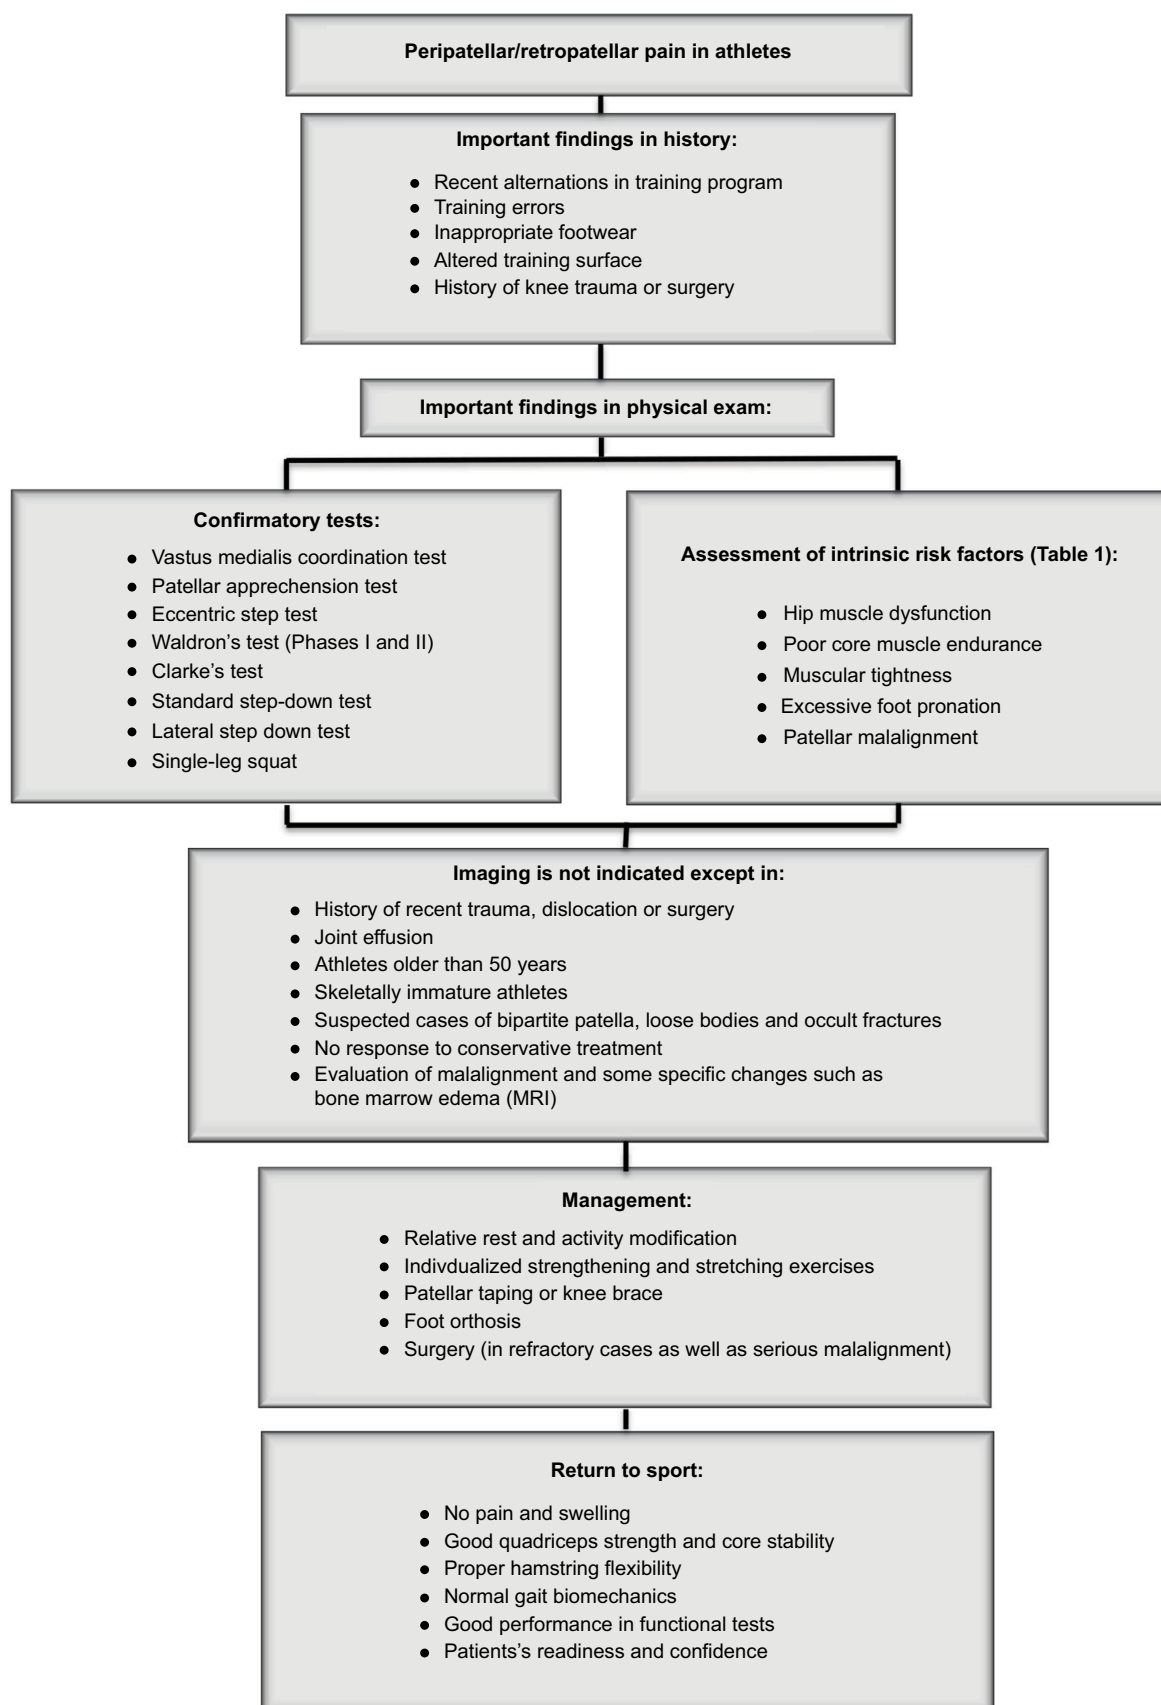 Peripatellar/retropatellar pain in athletes
Important findings in history:
● Recent alternations in training program
● Training errors
● Inappropriate footwear
● Altered training surface
● History of knee trauma or surgery
Important findings in physical exam:
Confirmatory tests:
● Vastus medialis coordination test
● Patellar apprechension test
● Eccentric step test
● Waldron’s test (Phases I and II)
● Clarke’s test
● Standard step-down test
● Lateral step down test
● Single-leg squat
Assessment of intrinsic risk factors (Table 1):
● Hip muscle dysfunction
● Poor core muscle endurance
● Muscular tightness
● Excessive foot pronation
● Patellar malalignment
Imaging is not indicated except in:
● History of recent trauma, dislocation or surgery
● Joint effusion
● Athletes older than 50 years
● Skeletally immature athletes
● Suspected cases of bipartite patella, loose bodies and occult fractures
● No response to conservative treatment
● Evaluation of malalignment and some specific changes such as
bone marrow edema (MRI)
Management:
● Relative rest and activity modification
● Indivdualized strengthening and stretching exercises
● Patellar taping or knee brace
● Foot orthosis
● Surgery (in refractory cases as well as serious malalignment)
Return to sport:
● No pain and swelling
● Good quadriceps strength and core stability
● Proper hamstring flexibility
● Normal gait biomechanics
● Good performance in functional tests
● Patients’s readiness and confidence